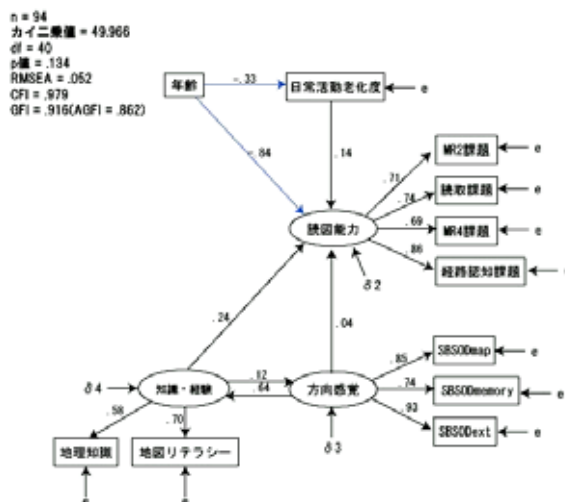 n = 94
カイ二乗値 = 49.966
df = 40
p値 = .134
RMSEA = .052
CFI = .979
GFI = .916(AGFI = .862)
年齢
-.33
日常活動老化度
e
-.84
.14
MR2課題
e
.71
読取課題
e
.74
読図能力
.69
MR4課題
e
.86
経路認知課題
e
δ2
.24
.04
SBSODmap
e
.85
δ4
知識・経験
.12
.64
方向感覚
.74
SBSODmemory
e
.93
SBSODext
e
.58
.70
δ3
地理知識
地図リテラシー
e
e